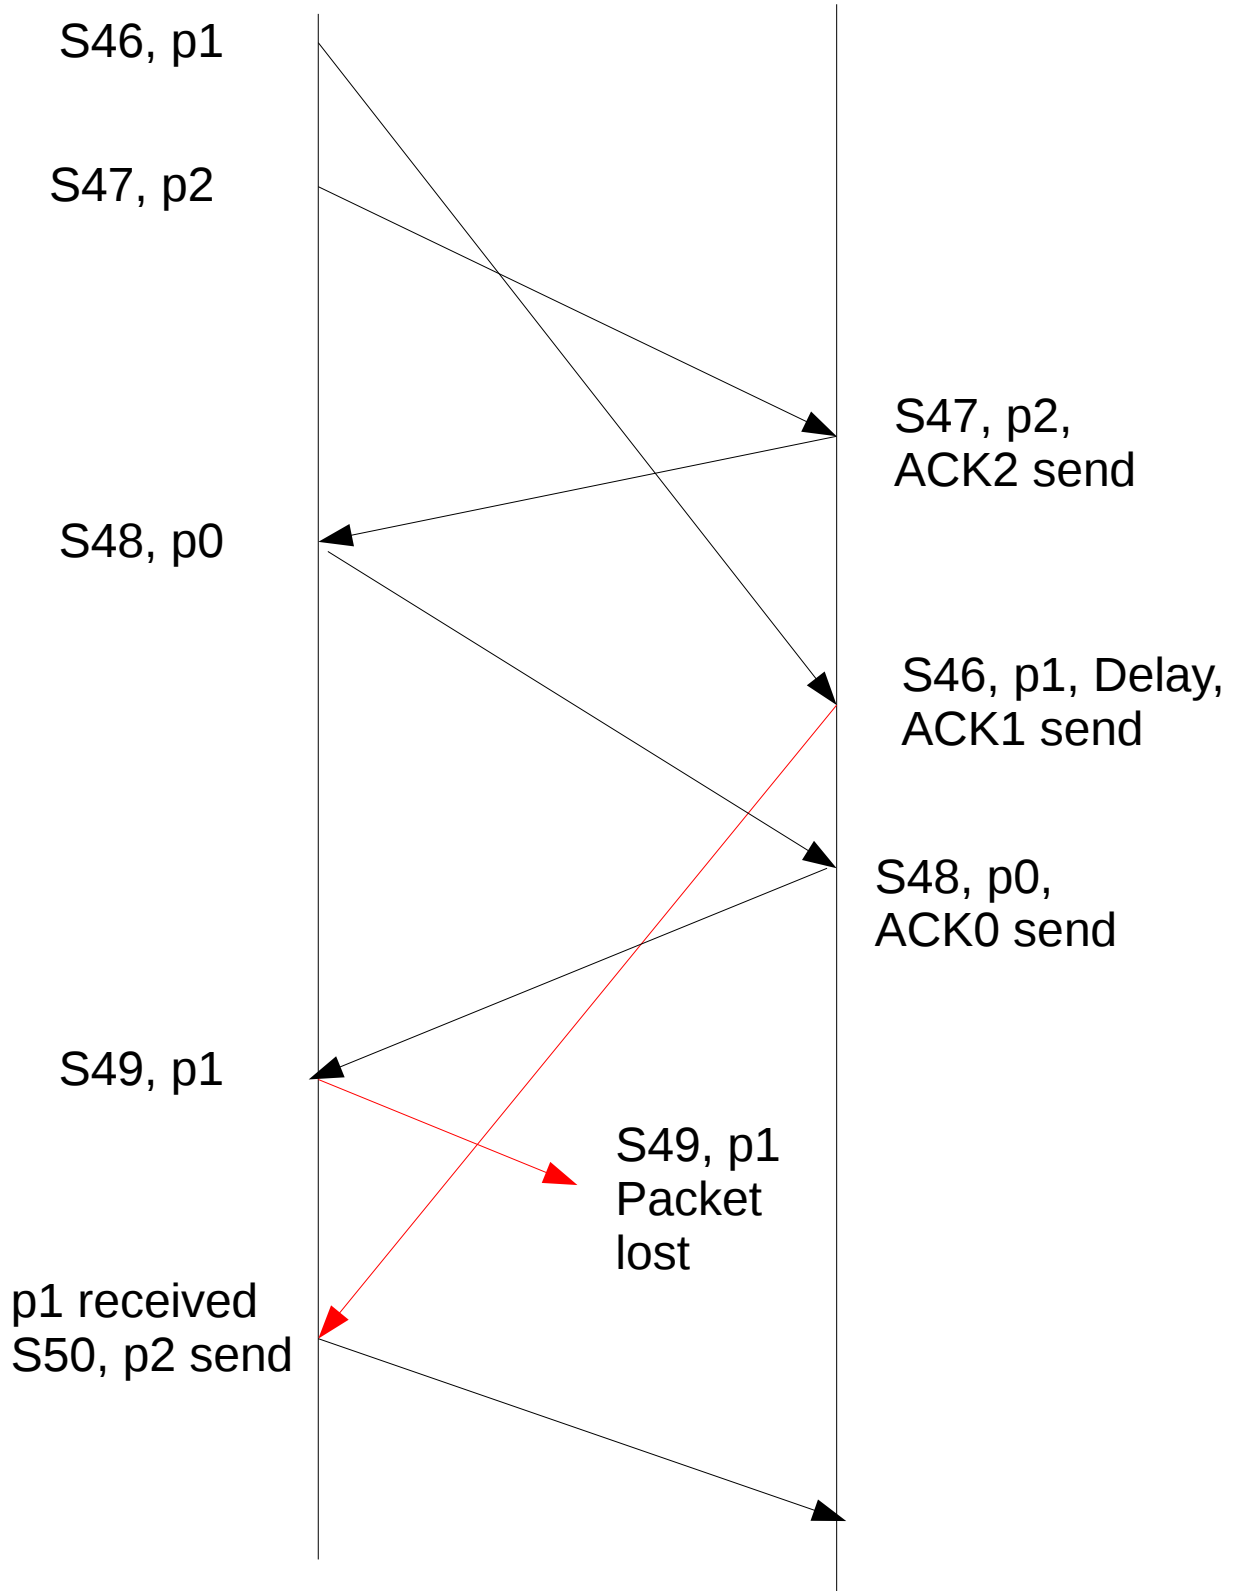 S46, p1
S47, p2
S47, p2,
ACK2 send
S48, p0
S46, p1, Delay,
ACK1 send
S48, p0,
ACK0 send
S49, p1
S49, p1
Packet
lost
p1 received
S50, p2 send